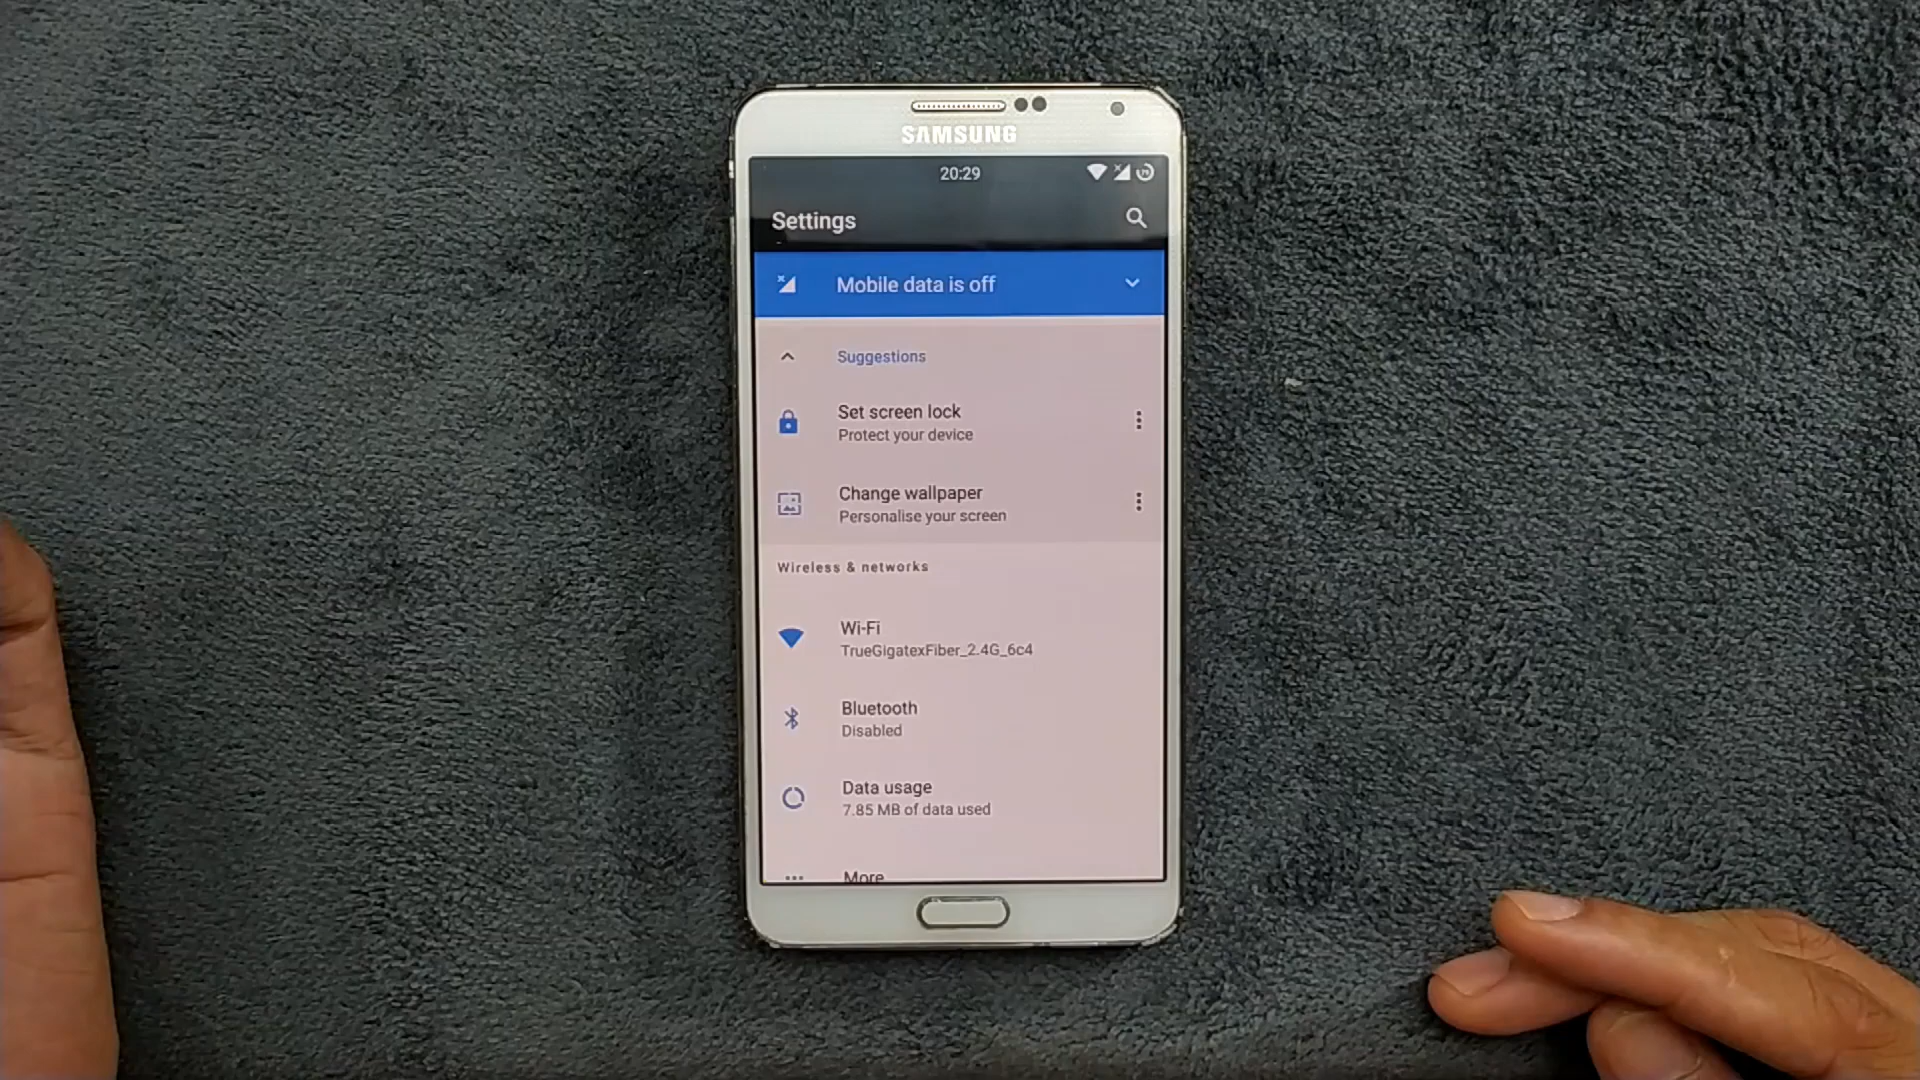 SAMSUNG
20:29
Settings
Mobile data is off
Suggestions
Set screen lock
Protect your device
Change wallpaper
Personalise your screen
Wireless & networks
Wi-Fi
TrueGigatexFiber_2.4G_6c4
Bluetooth
Disabled
Data usage
7.85 MB of data used
More